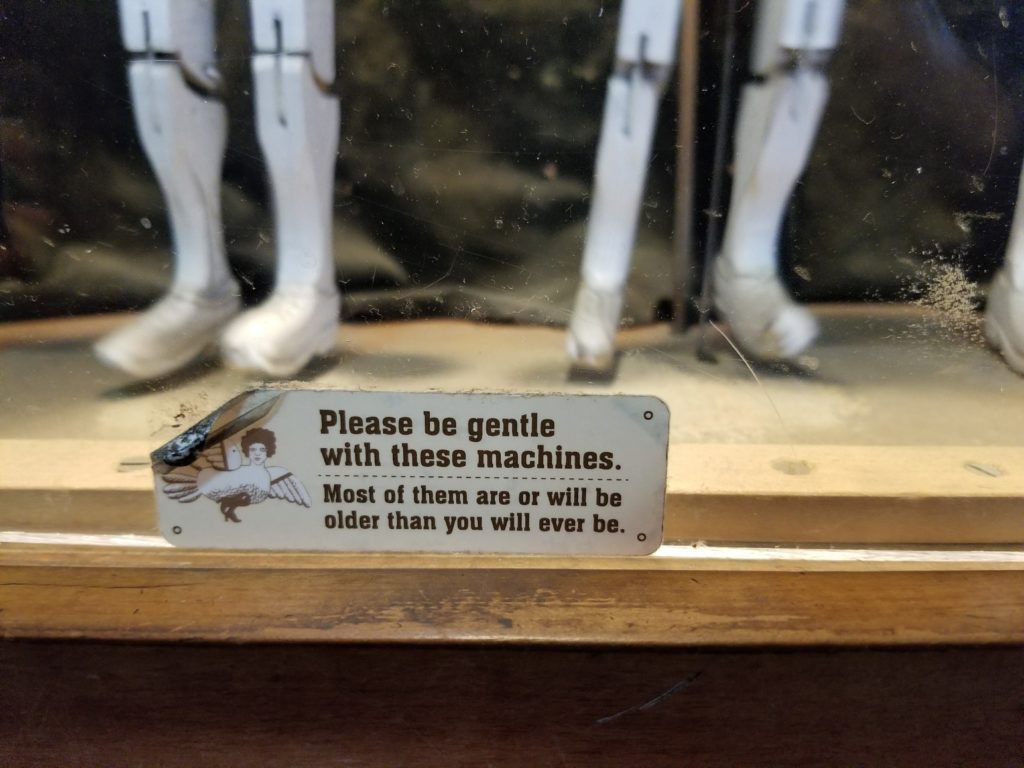 Please be gentle
with these machines.
Most of them are or will be
older than you will ever be.